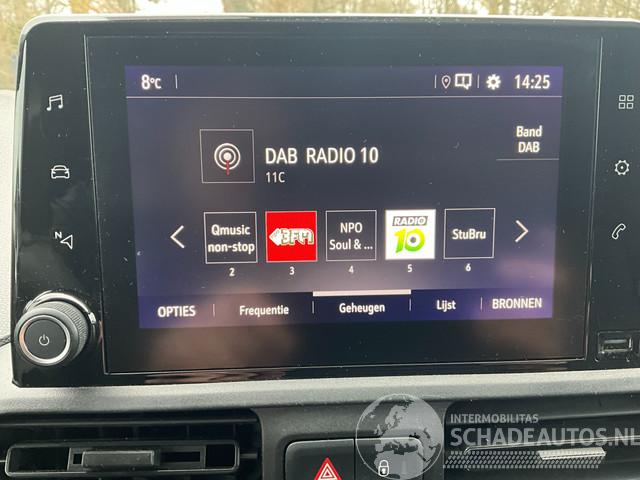 8°C
14:25
DAB RADIO 10
11C
Band
DAB
Qmusic
non-stop
3FM
NPO
Soul & ...
RADIO
10
StuBru
2
3
4
5
6
OPTIES
Frequentie
Geheugen
Lijst
BRONNEN
N
INTERMOBILITAS
SCHADEAUTOS.NL